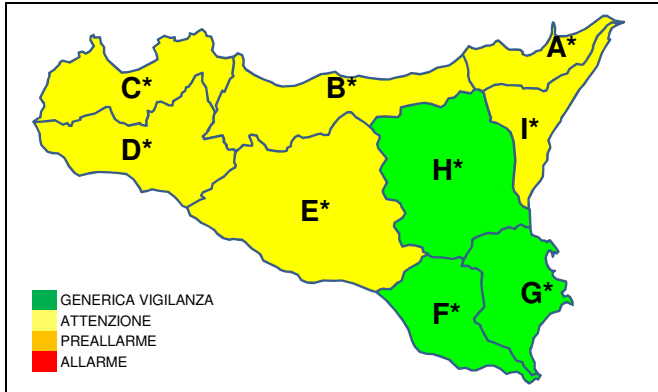 A*
C*
B*
I*
D*
H*
E*
G*
F*
GENERICA VIGILANZA
ATTENZIONE
PREALLARME
ALLARME